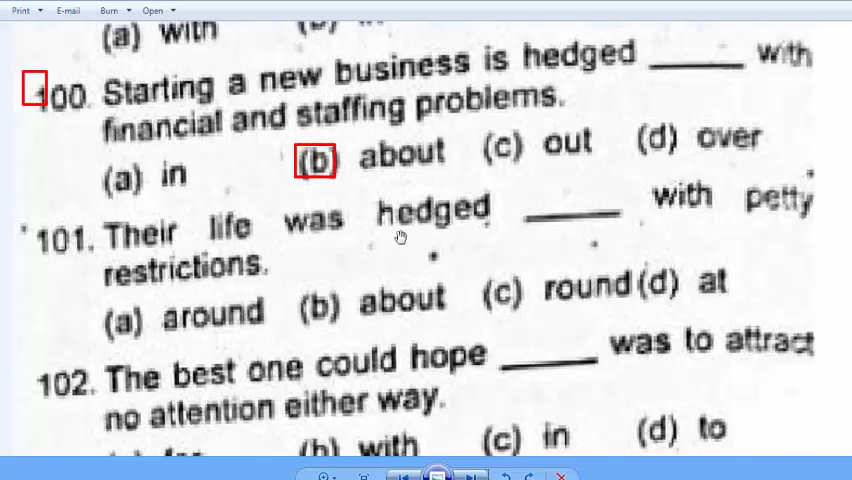 Print E-mail Burn Open
(a) with
100. Starting a new business is hedged ______ with
financial and staffing problems.
(a) in (b) about (c) out (d) over
101. Their life was hedged ______ with petty
restrictions.
(a) around (b) about (c) round (d) at
102. The best one could hope ______ was to attract
no attention either way.
(b) with (c) in (d) to